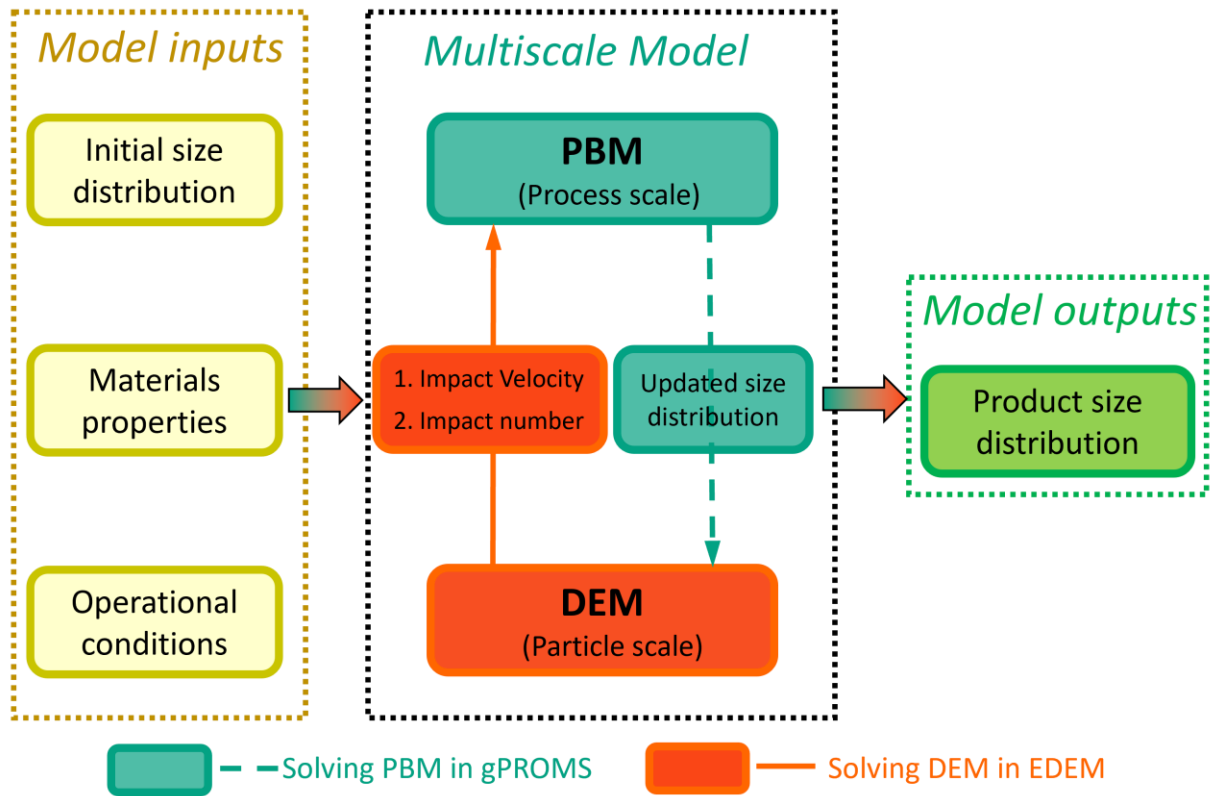 Model inputs
Initial size
distribution
Materials
properties
Operational
conditions
Multiscale Model
PBM
(Process scale)
1. Impact Velocity
2. Impact number
Updated size
distribution
DEM
(Particle scale)
Model outputs
Product size
distribution
Solving PBM in gPROMS
Solving DEM in EDEM